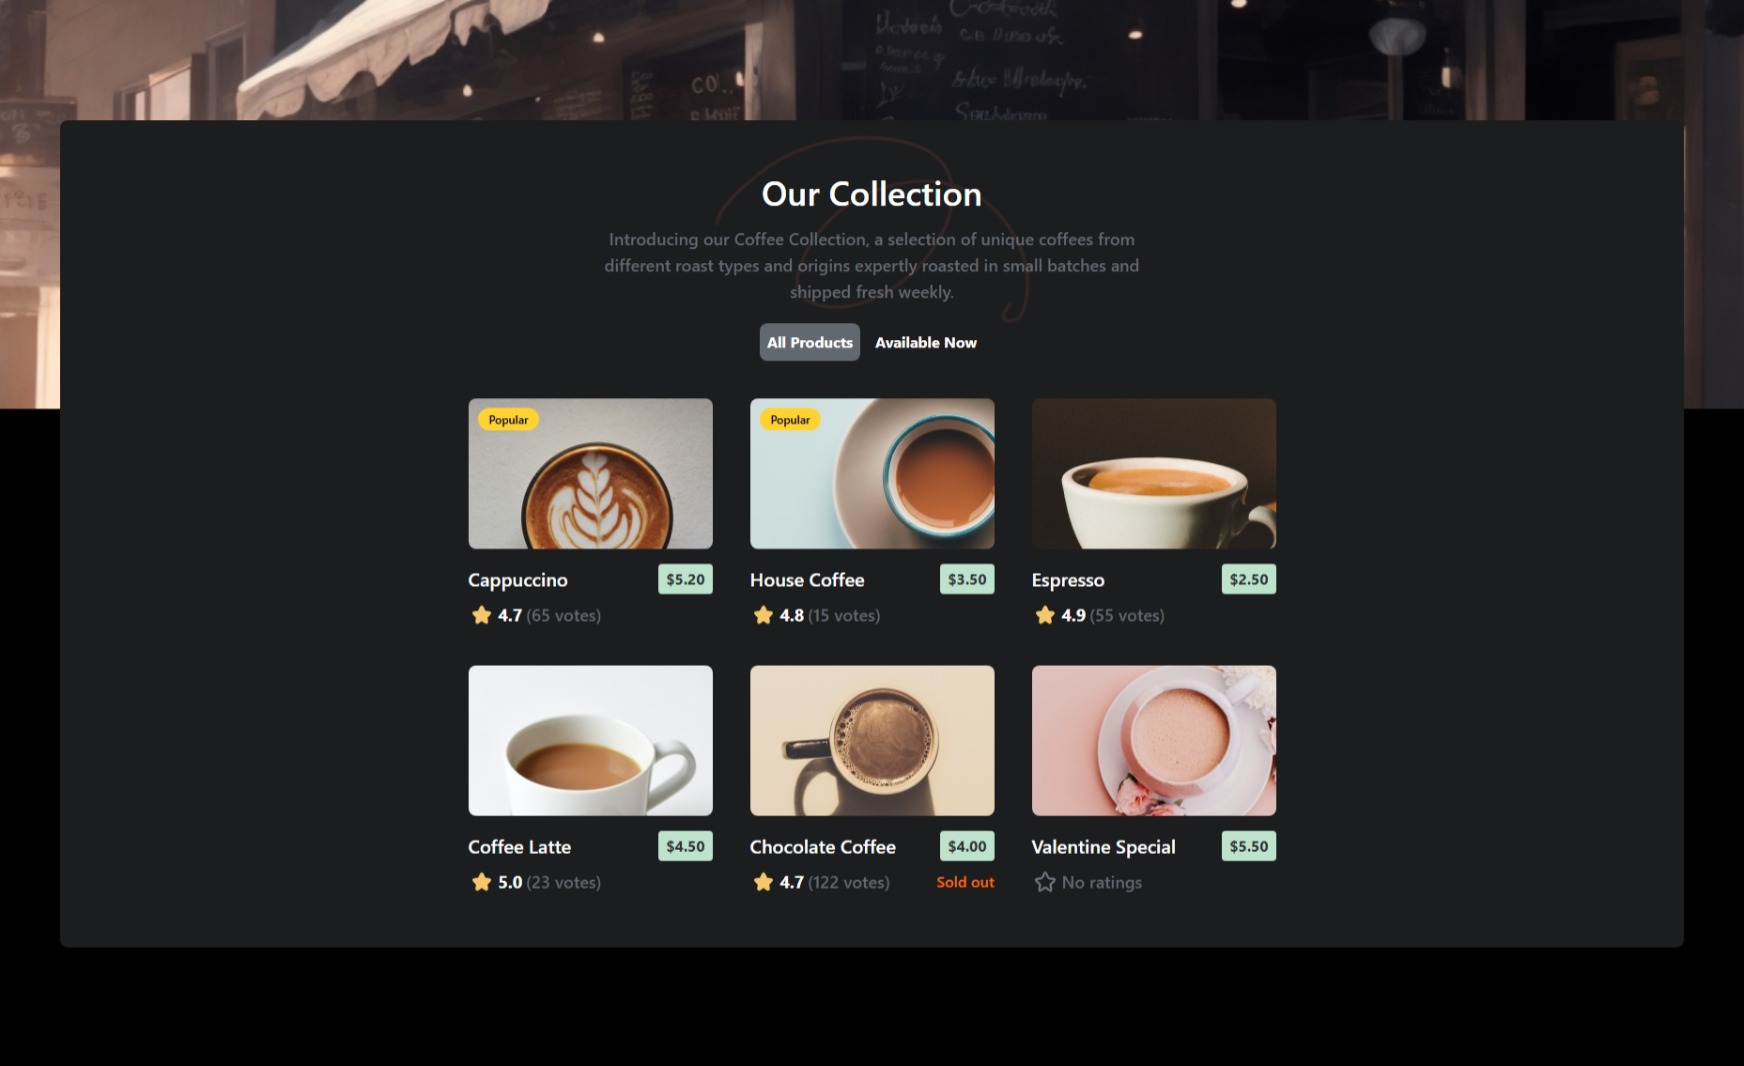 Our Collection
Introducing our Coffee Collection, a selection of unique coffees from
different roast types and origins expertly roasted in small batches and
shipped fresh weekly.
All Products Available Now
Popular
Popular
Cappuccino $5.20
4.7 (65 votes)
House Coffee $3.50
4.8 (15 votes)
Espresso $2.50
4.9 (55 votes)
Coffee Latte $4.50
5.0 (23 votes)
Chocolate Coffee $4.00
4.7 (122 votes) Sold out
Valentine Special $5.50
No ratings